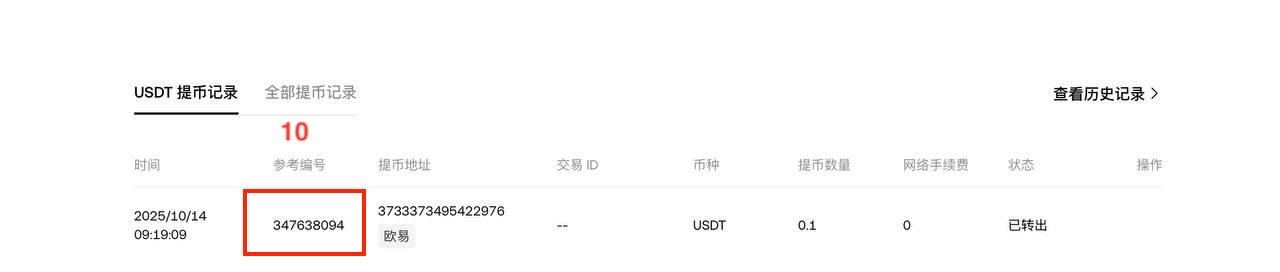 USDT 提币记录 全部提币记录 查看历史记录 >
10
时间 参考编号 提币地址 交易 ID 币种 提币数量 网络手续费 状态 操作
2025/10/14 09:19:09 347638094 3733373495422976 欧易 -- USDT 0.1 0 已转出